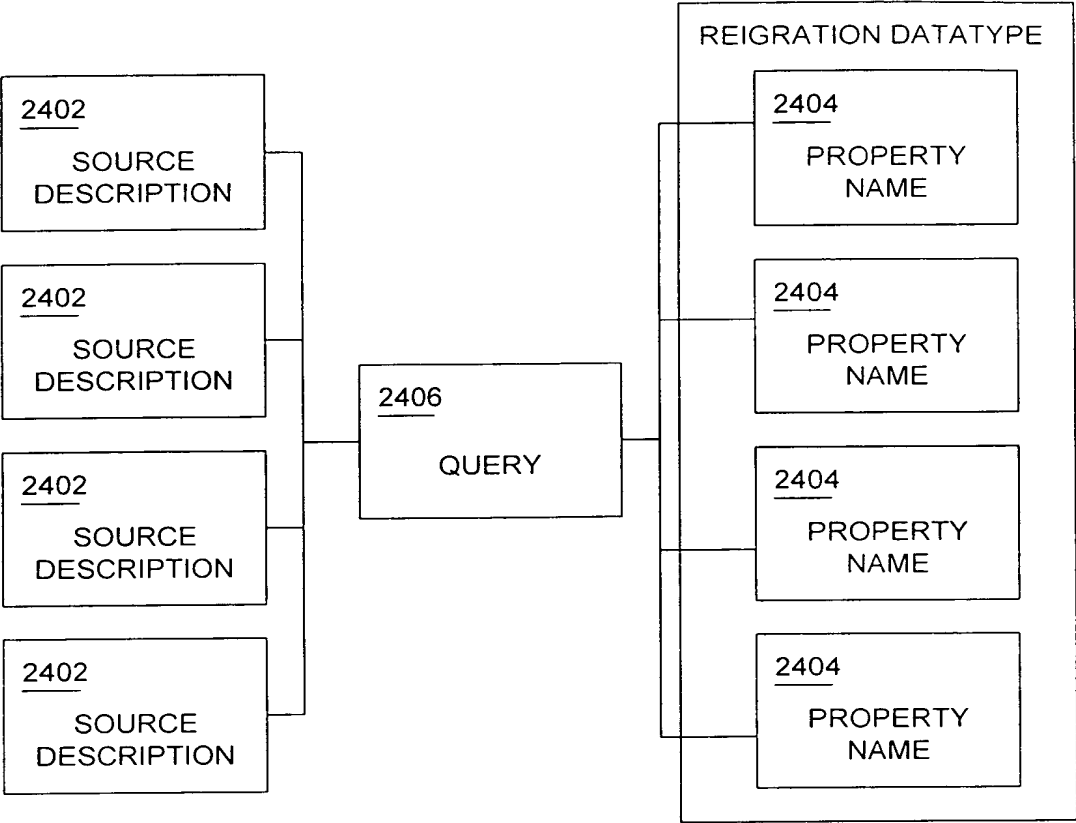 REIGRATION DATATYPE
2402
SOURCE
DESCRIPTION
2402
SOURCE
DESCRIPTION
2402
SOURCE
DESCRIPTION
2402
SOURCE
DESCRIPTION
2406
QUERY
2404
PROPERTY
NAME
2404
PROPERTY
NAME
2404
PROPERTY
NAME
2404
PROPERTY
NAME